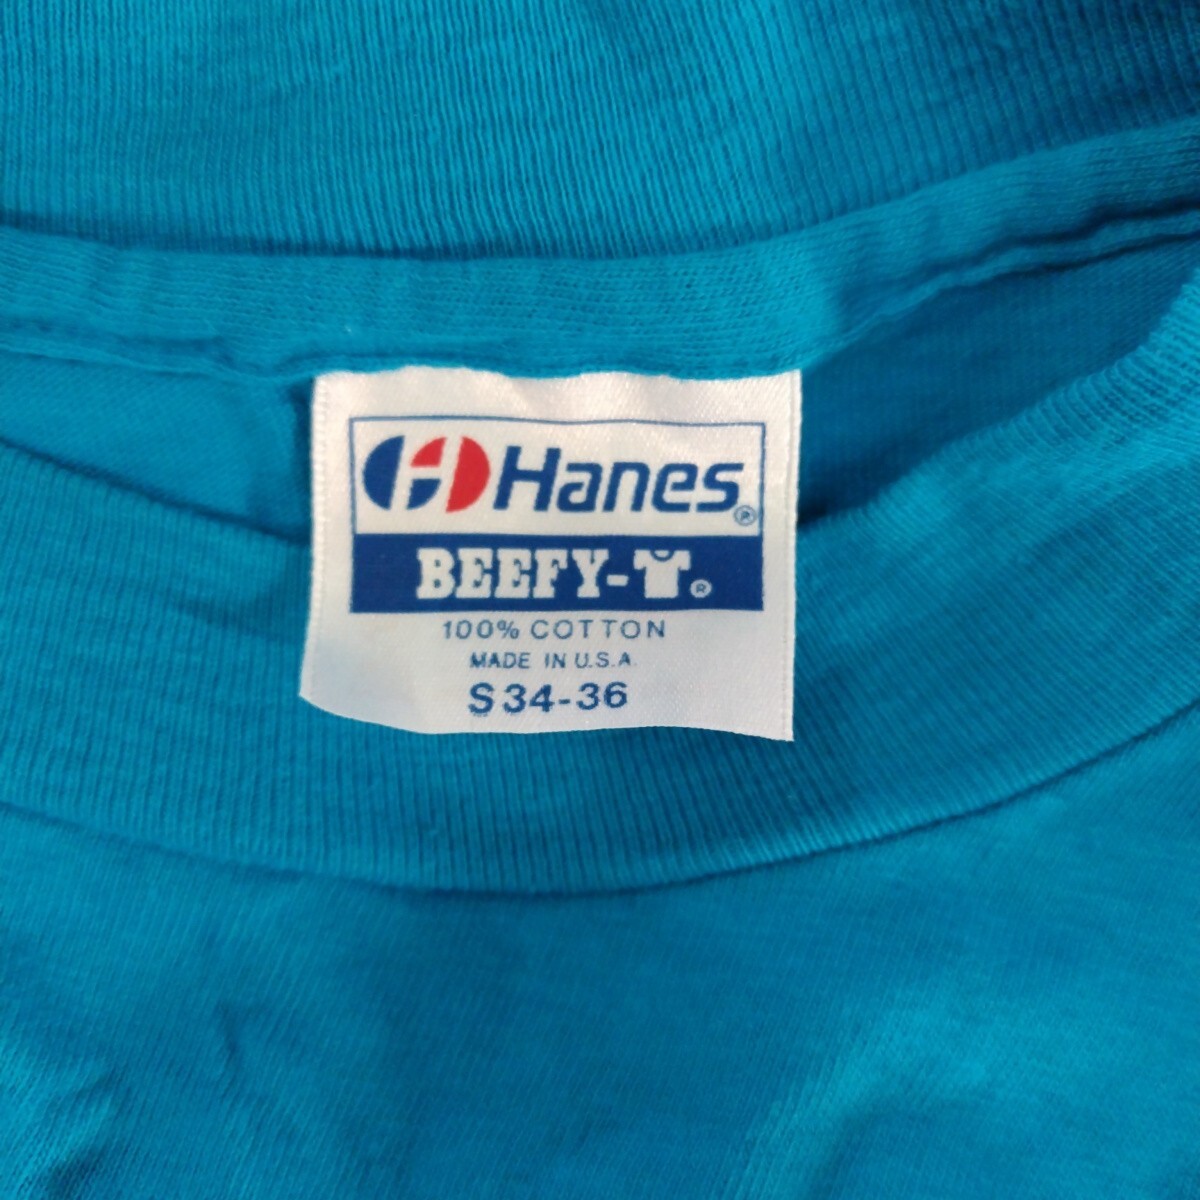 Hanes®
BEEFY-T®
100% COTTON
MADE IN U.S.A.
S 34-36